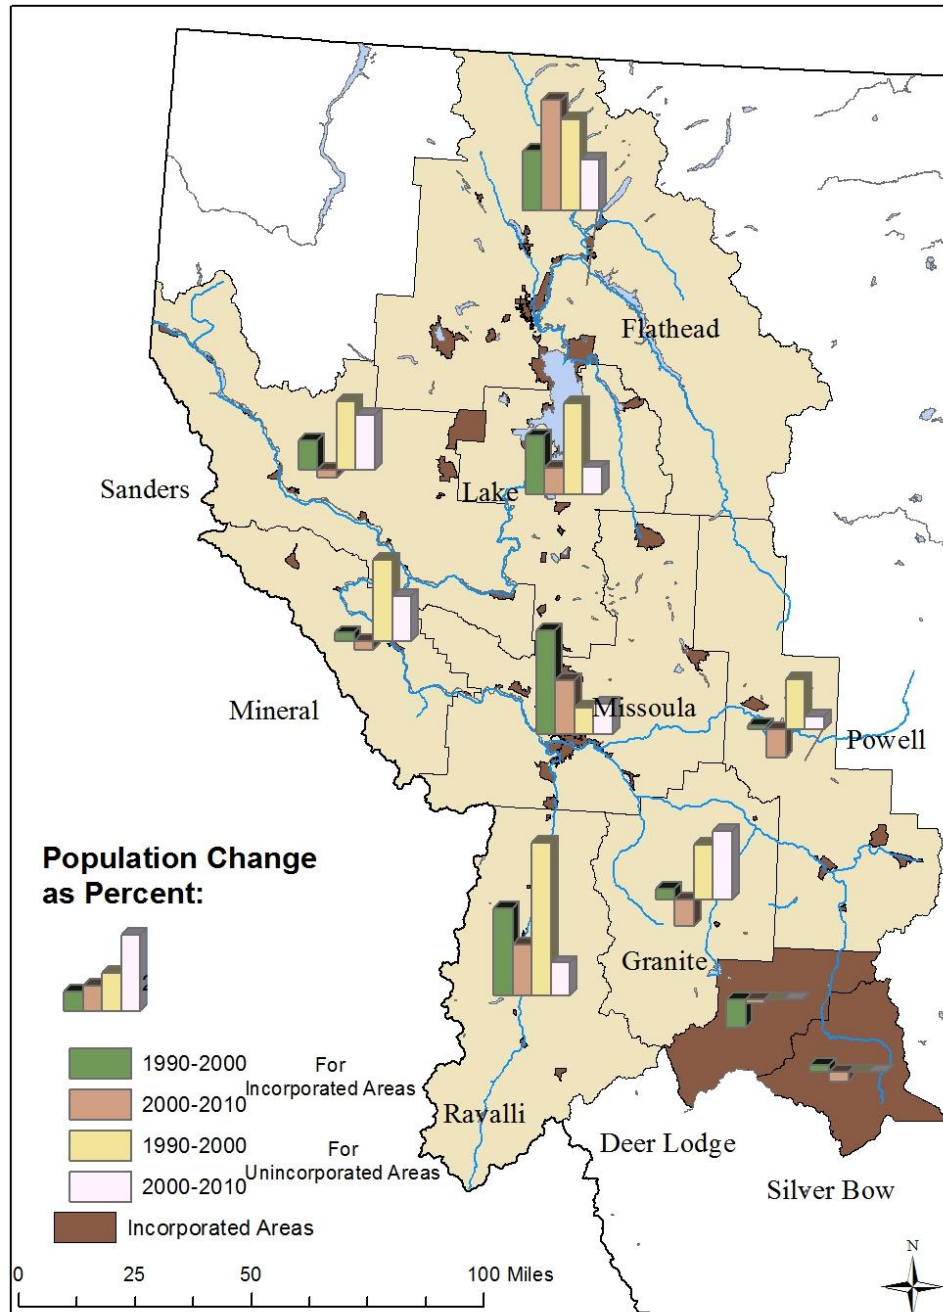 Flathead
Sanders
Lake
Mineral
Missoula
Powell
Population Change
as Percent:
Granite
1990-2000
For
Incorporated Areas
2000-2010
1990-2000
For
Unincorporated Areas
2000-2010
Incorporated Areas
Ravalli
Deer Lodge
Silver Bow
N
0 25 50 100 Miles